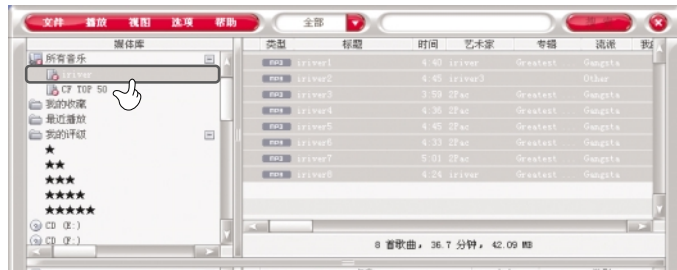 文件 播放 视图 选项 帮助 全部
媒体库 类型 标题 时间 艺术家 专辑 流派
所有音乐
iriver
CF TOP 50
我的收藏
最近播放
我的评级
★
★★
★★★
★★★★
★★★★★
CD (E:)
CD (F:)
iriver1 4:40 iriver Greatest Gangsta
iriver2 4:45 iriver3 Other
iriver3 3:59 2Pac Greatest ... Gangsta
iriver4 4:36 2Pac Greatest ... Gangsta
iriver5 4:45 2Pac Greatest ... Gangsta
iriver6 4:33 2Pac Greatest ... Gangsta
iriver7 5:01 2Pac Greatest ... Gangsta
4:24 iriver Greatest Gangsta
8 首歌曲, 36.7 分钟, 42.09 MB